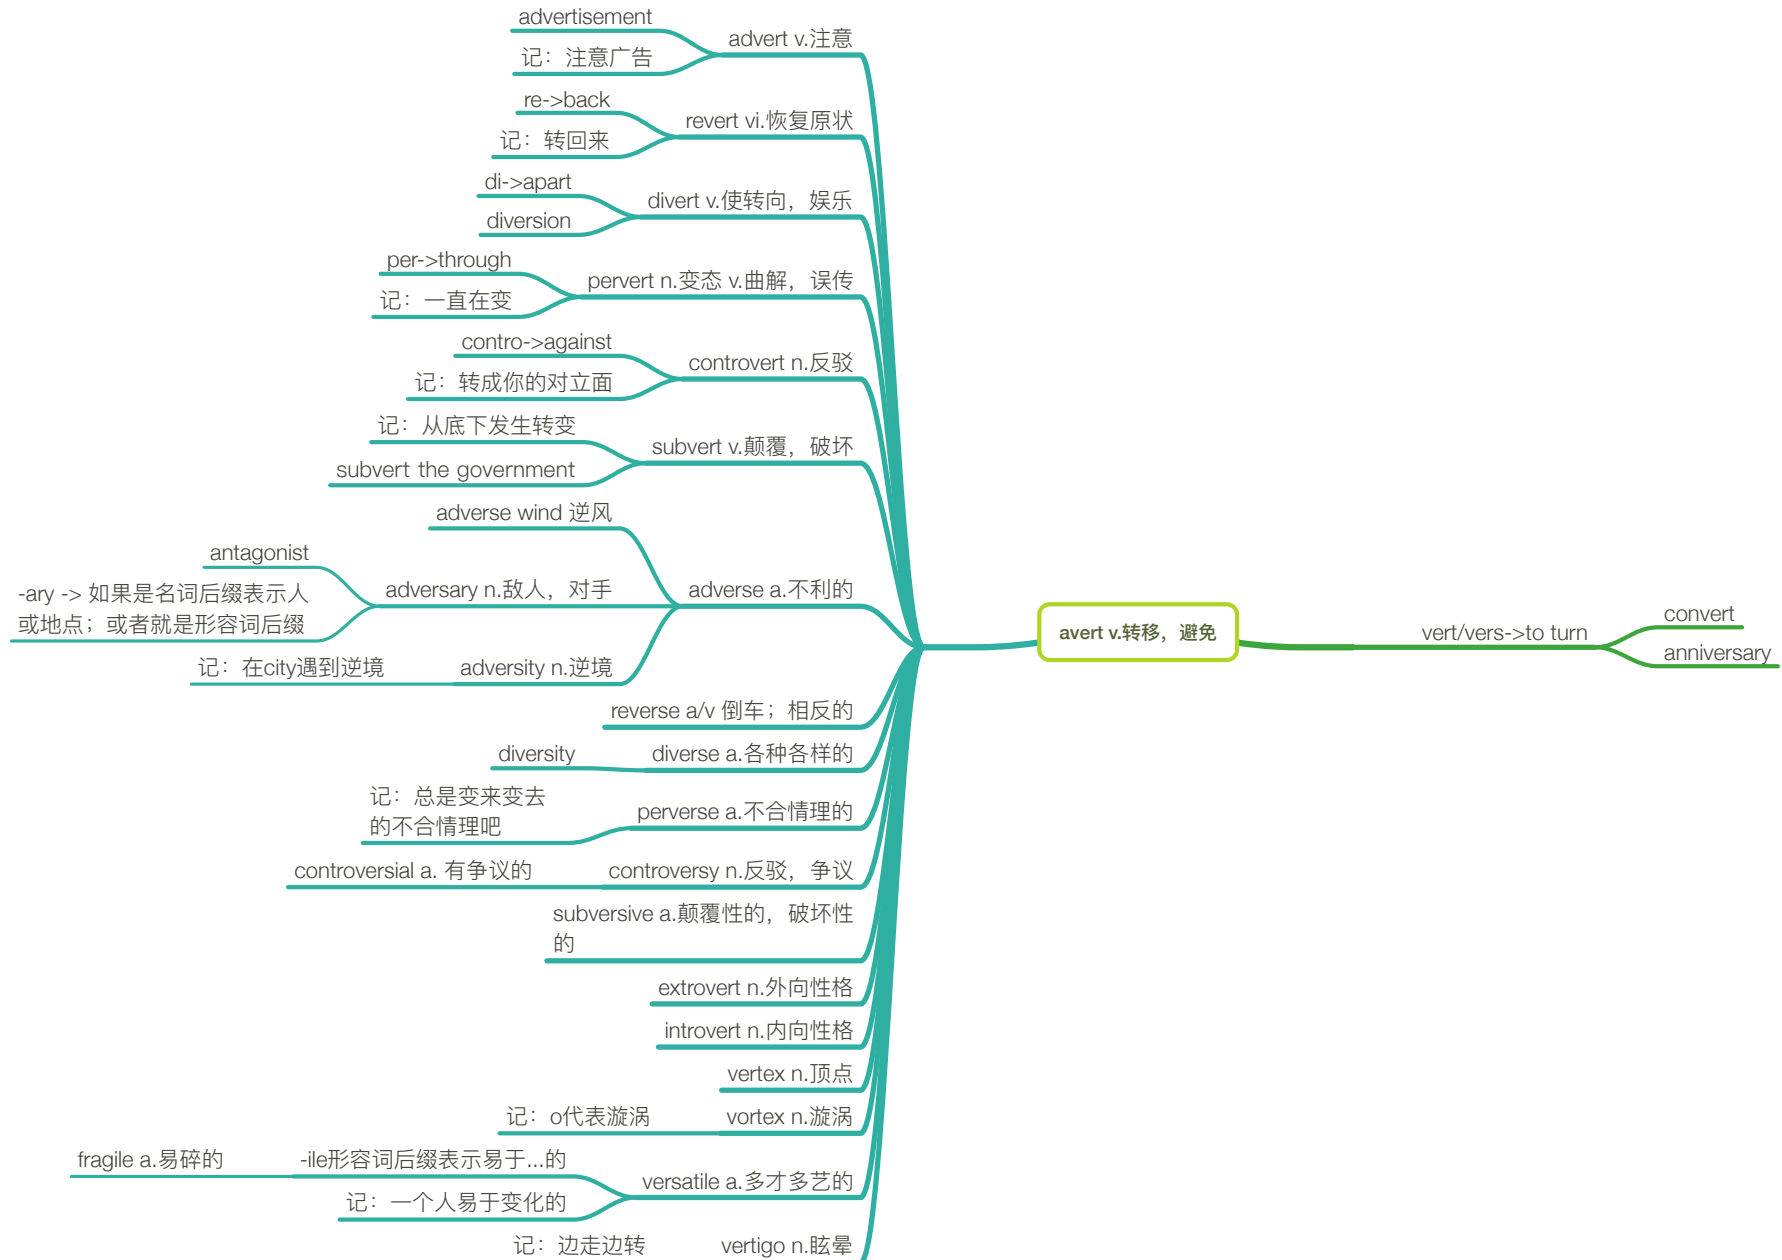 advertisement
advert v.注意
记：注意广告
re->back
revert vi.恢复原状
记：转回来
di->apart
divert v.使转向，娱乐
diversion
per->through
pervert n.变态 v.曲解，误传
记：一直在变
contro->against
controvert n.反驳
记：转成你的对立面
记：从底下发生转变
subvert v.颠覆，破坏
subvert the government
adverse wind 逆风
antagonist
adversary n.敌人，对手
adverse a.不利的
-ary -> 如果是名词后缀表示人
或地点；或者就是形容词后缀
记：在city遇到逆境
adversity n.逆境
avert v.转移，避免
vert/vers->to turn
convert
anniversary
reverse a/v 倒车；相反的
diversity
diverse a.各种各样的
记：总是变来变去
的不合情理吧
perverse a.不合情理的
controversial a. 有争议的
controversy n.反驳，争议
subversive a.颠覆性的，破坏性
的
extrovert n.外向性格
introvert n.内向性格
vertex n.顶点
记：o代表漩涡
vortex n.漩涡
fragile a.易碎的
-ile形容词后缀表示易于...的
versatile a.多才多艺的
记：一个人易于变化的
记：边走边转
vertigo n.眩晕